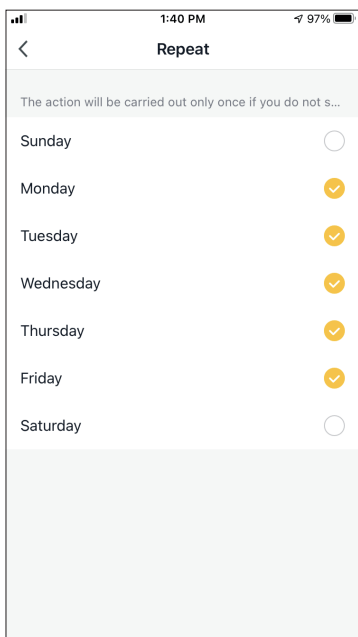 1:40 PM
97%
Repeat
The action will be carried out only once if you do not s...
Sunday
Monday
Tuesday
Wednesday
Thursday
Friday
Saturday